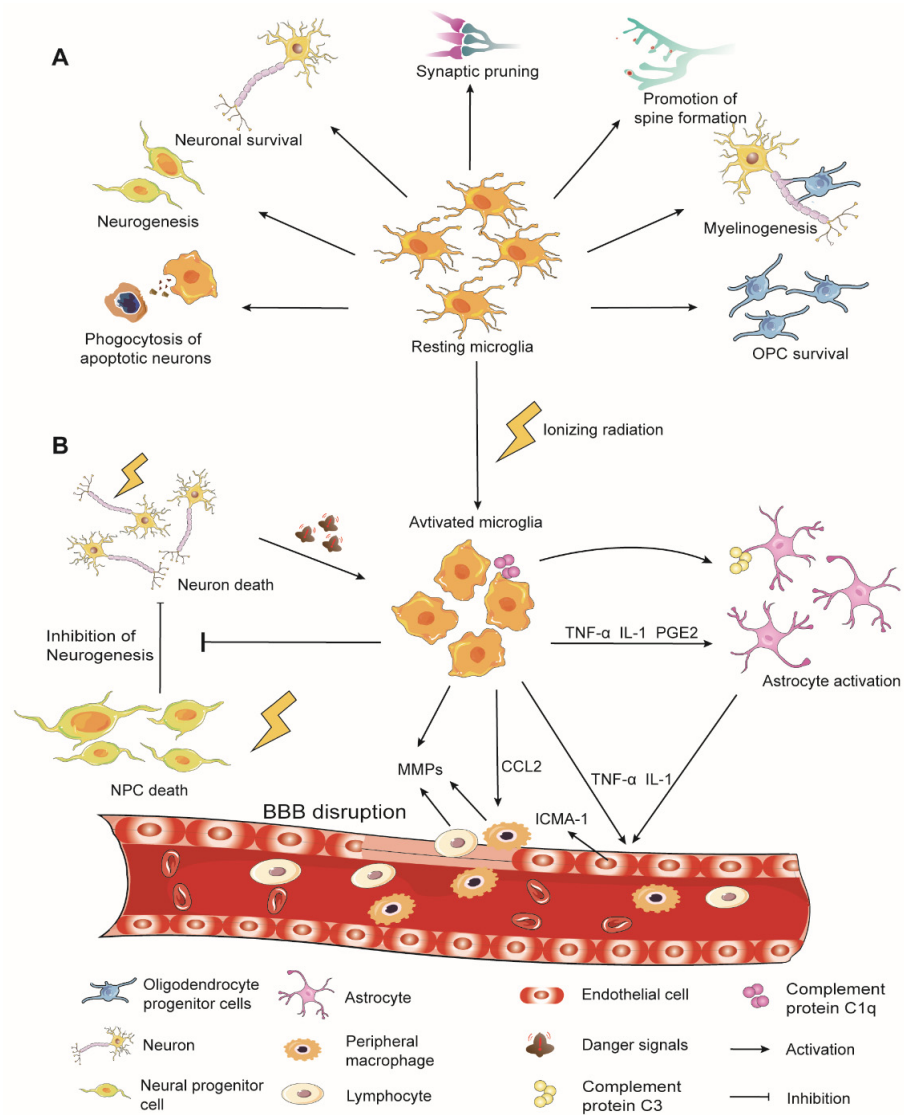 A
Synaptic pruning
Promotion of
spine formation
Neuronal survival
Neurogenesis
Myelinogenesis
Phogocytosis of
apoptotic neurons
Resting microglia
OPC survival
Ionizing radiation
B
Avtivated microglia
Neuron death
Inhibition of
Neurogenesis
TNF-α IL-1 PGE2
Astrocyte activation
NPC death
MMPs
CCL2
TNF-α IL-1
BBB disruption
ICMA-1
Oligodendrocyte
progenitor cells
Astrocyte
Endothelial cell
Complement
protein C1q
Neuron
Peripheral
macrophage
Danger signals
Activation
Neural progenitor
cell
Lymphocyte
Complement
protein C3
Inhibition